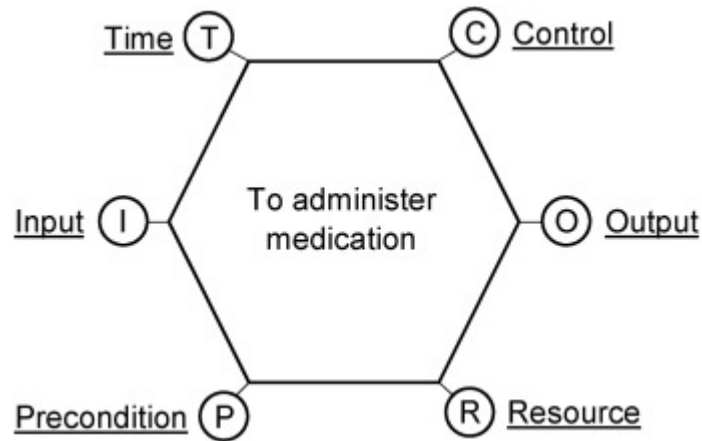 Time T C Control
Input I To administer O Output
medication
Precondition P R Resource